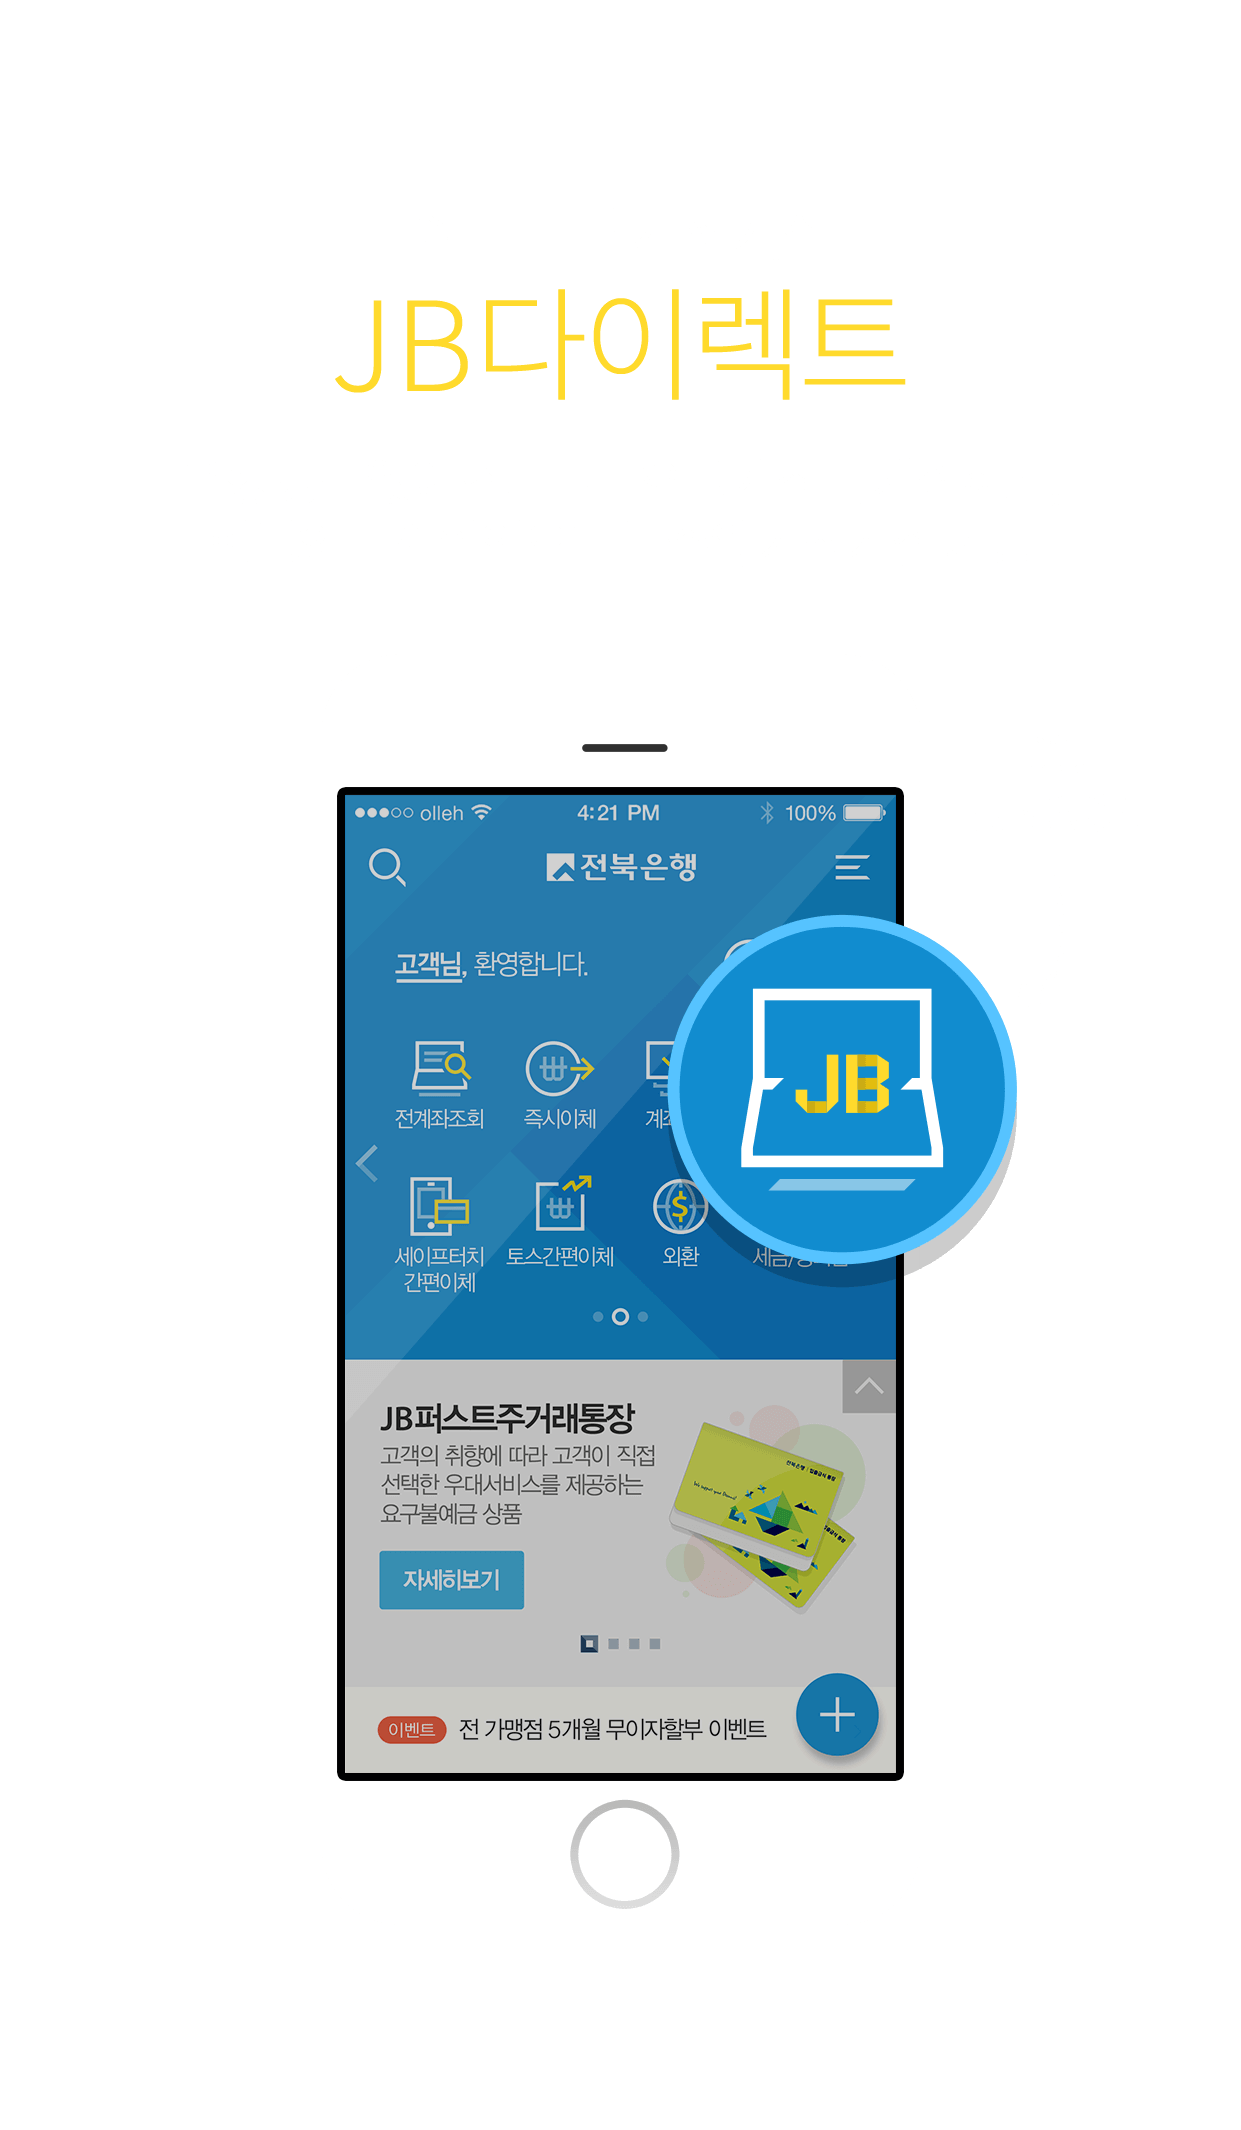 JB다이렉트
olleh 4:21 PM 100%
전북은행
고객님, 환영합니다.
JB
전계좌조회 즉시이체
세이프터치 토스간편이체 외환
간편이체
JB퍼스트주거래통장
고객의 취향에 따라 고객이 직접
선택한 우대서비스를 제공하는
요구불예금 상품
자세히보기
이벤트 전 가맹점 5개월 무이자할부 이벤트